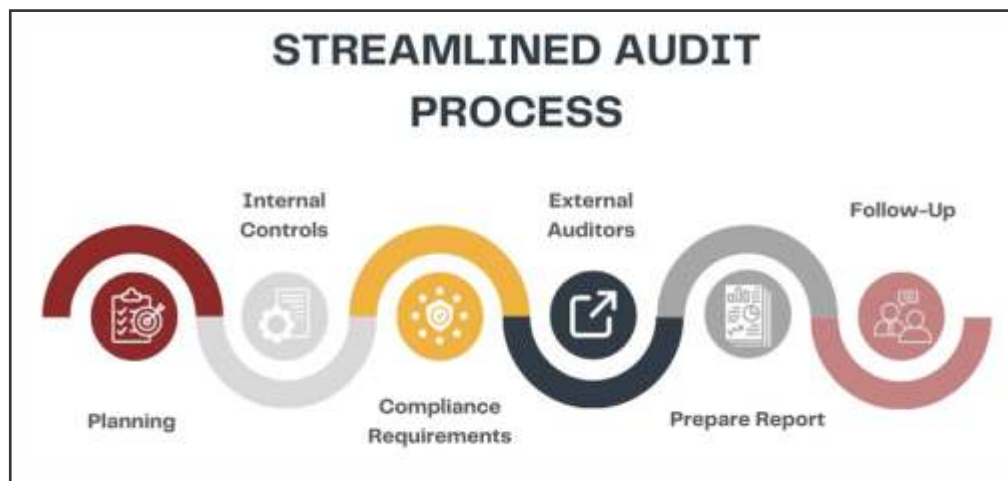 STREAMLINED AUDIT
PROCESS
Planning
Internal
Controls
Compliance
Requirements
External
Auditors
Prepare Report
Follow-Up